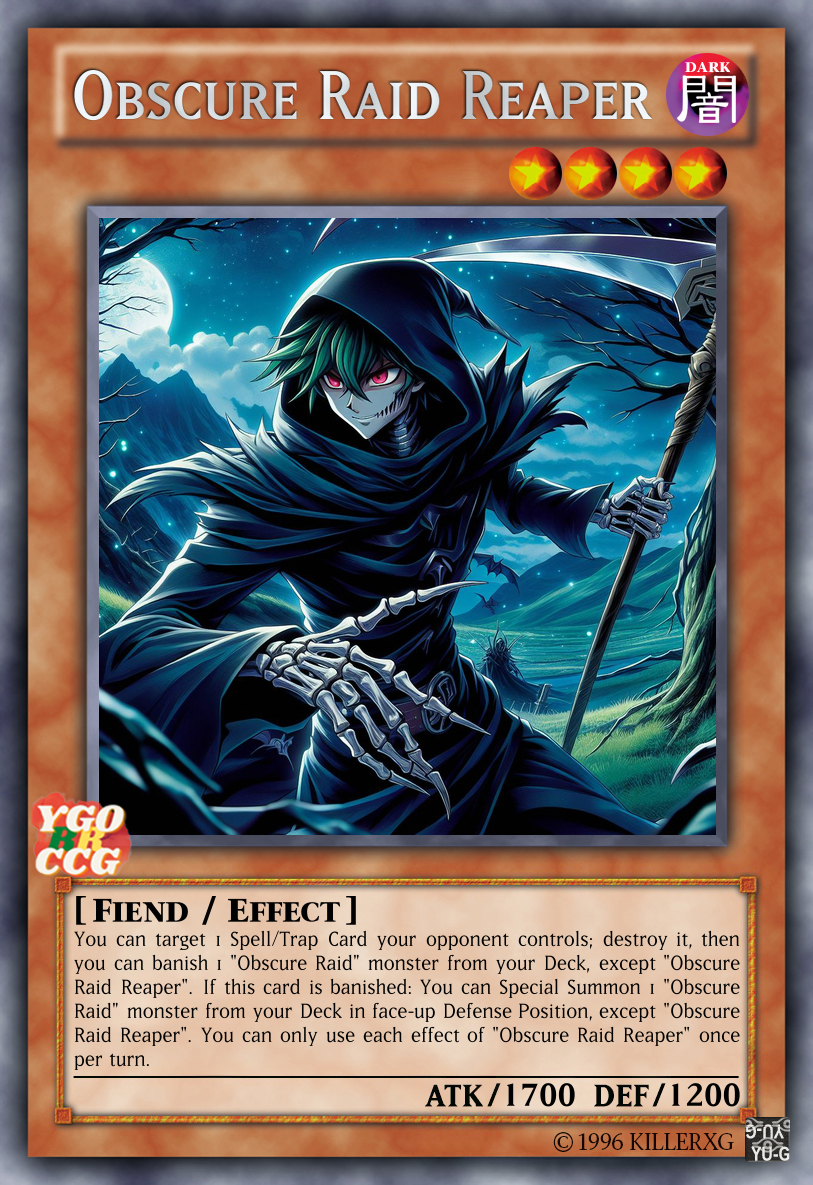 Obscure Raid Reaper
DARK
闇
YGO
RR
CCG
[ Fiend / Effect ]
You can target 1 Spell/Trap Card your opponent controls; destroy it, then
you can banish 1 "Obscure Raid" monster from your Deck, except "Obscure
Raid Reaper". If this card is banished: You can Special Summon 1 "Obscure
Raid" monster from your Deck in face-up Defense Position, except "Obscure
Raid Reaper". You can only use each effect of "Obscure Raid Reaper" once
per turn.
ATK/1700 DEF/1200
© 1996 KILLERXG
YU-G